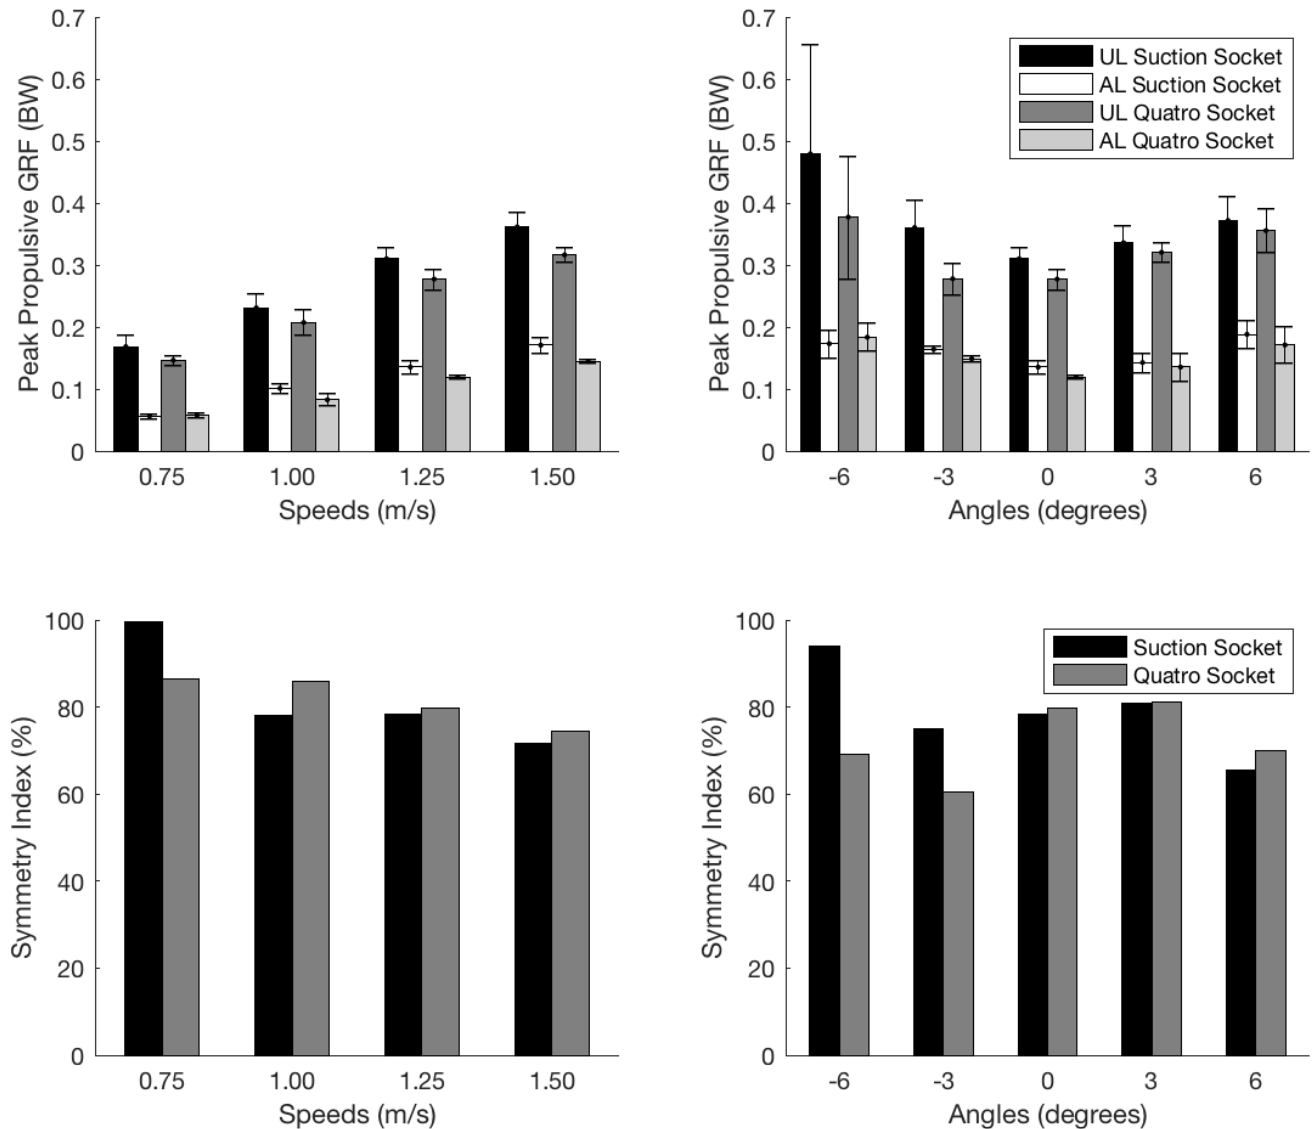 0.7
0.6
0.5
0.4
0.3
0.2
0.1
0
Peak Propulsive GRF (BW)
0.75 1.00 1.25 1.50
Speeds (m/s)
0.7
0.6
0.5
0.4
0.3
0.2
0.1
0
Peak Propulsive GRF (BW)
UL Suction Socket
AL Suction Socket
UL Quatro Socket
AL Quatro Socket
-6 -3 0 3 6
Angles (degrees)
100
80
60
40
20
0
Symmetry Index (%)
0.75 1.00 1.25 1.50
Speeds (m/s)
100
80
60
40
20
0
Symmetry Index (%)
Suction Socket
Quatro Socket
-6 -3 0 3 6
Angles (degrees)